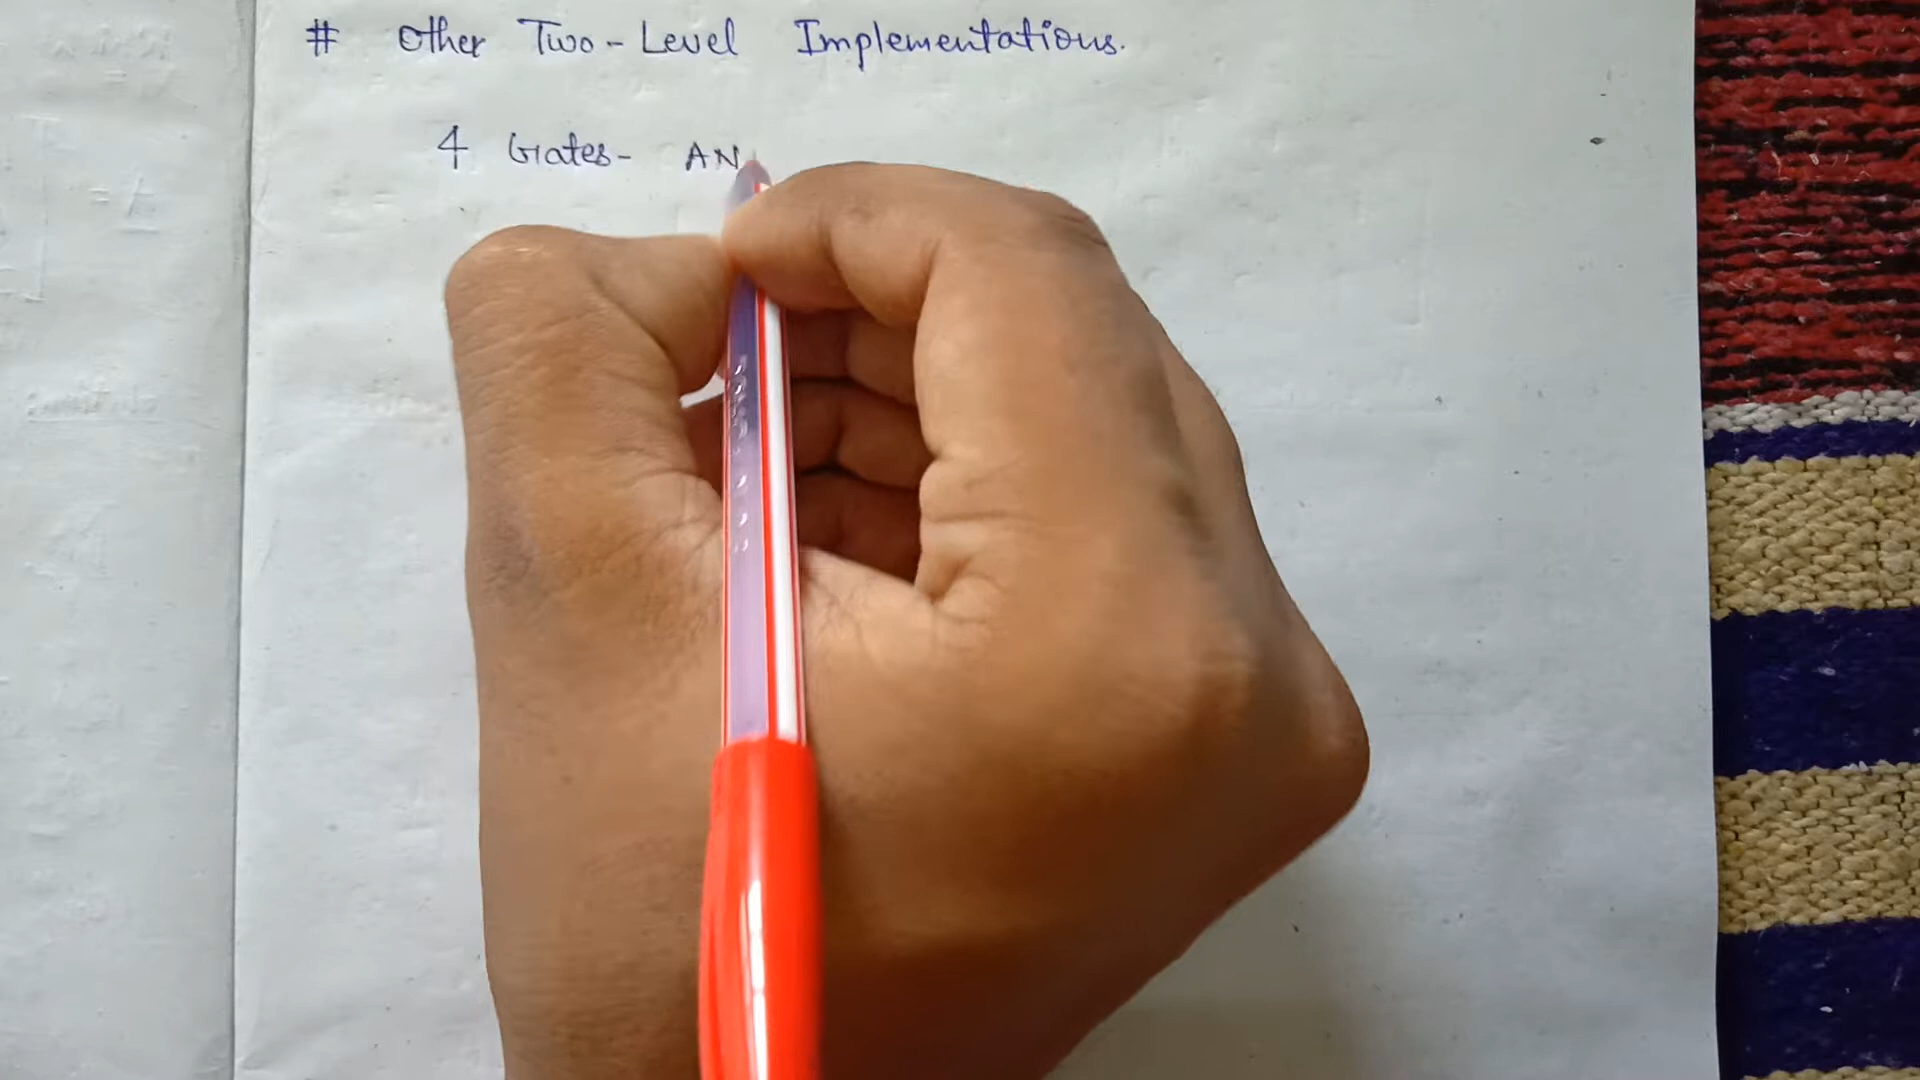 # Other Two-Level Implementations.
4 Gates- AN